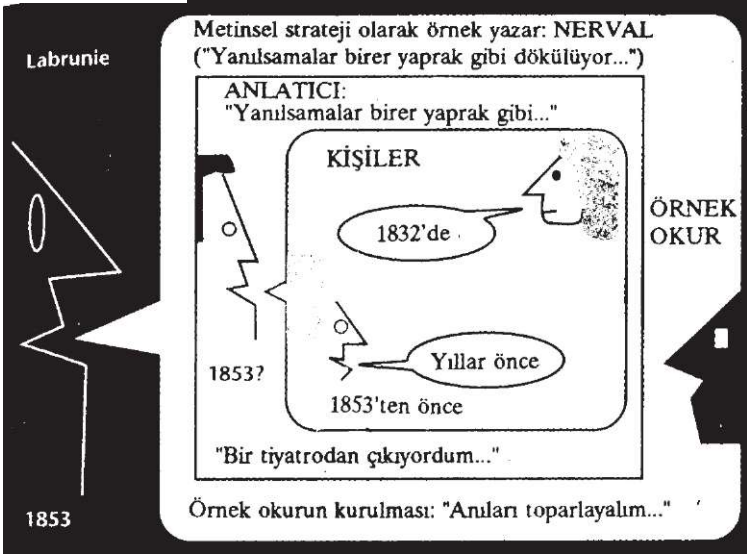 Labrunie
Metinsel strateji olarak örnek yazar: NERVAL
("Yanılsamalar birer yaprak gibi dökülüyor...")
ANLATICI:
"Yanılsamalar birer yaprak gibi..."
KİŞİLER
1832'de
ÖRNEK
OKUR
Yıllar önce
1853?
1853'ten önce
"Bir tiyatrodan çıkıyordum..."
Örnek okurun kurulması: "Anıları toparlayalım..."
1853